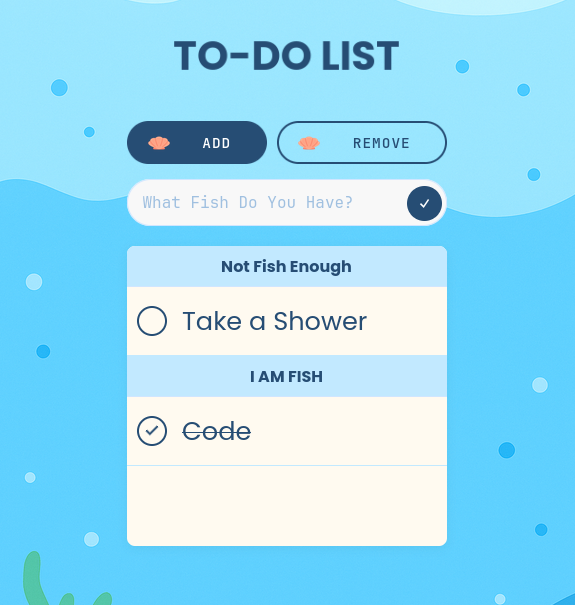 TO-DO LIST
ADD REMOVE
What Fish Do You Have?
Not Fish Enough
Take a Shower
I AM FISH
Code